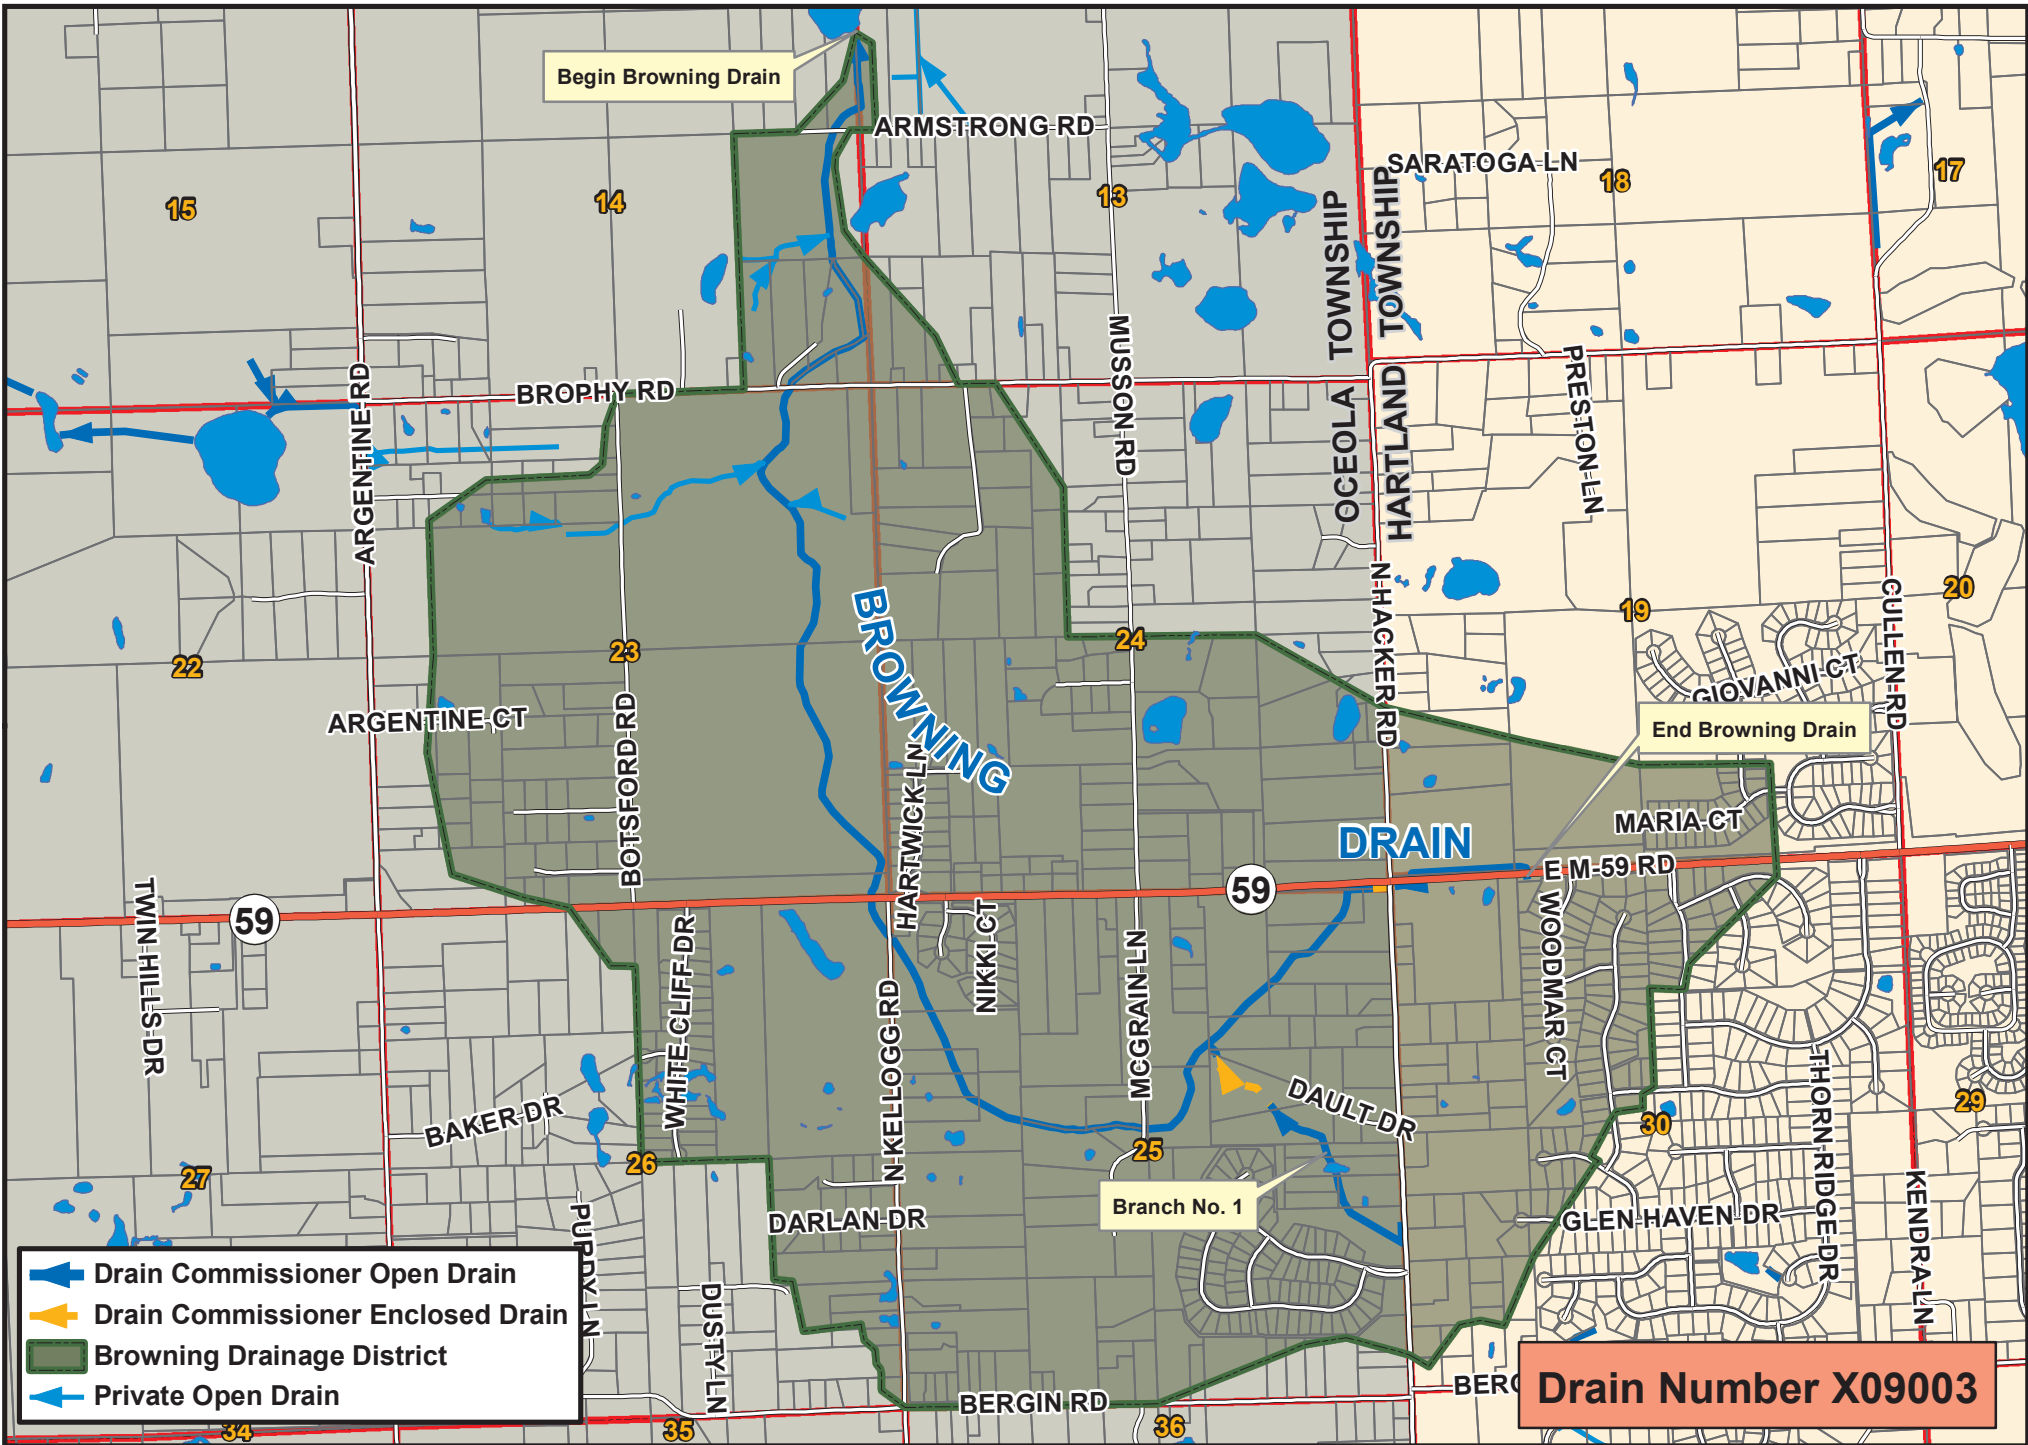 Begin Browning Drain
ARMSTRONG RD
SARATOGA LN
15
14
13
18
17
OCEOLA TOWNSHIP
HARTLAND TOWNSHIP
BROPHY RD
ARGENTINE RD
MUSSON RD
PRESTON LN
N HACKER RD
CULLEN RD
22
23
24
19
20
BROWNING
DRAIN
ARGENTINE CT
BOTSFORD RD
HARTWICK LN
GIOVANNI CT
End Browning Drain
MARIA CT
E M-59 RD
59
59
TWIN HILLS DR
WHITE CLIFF DR
NIKKI CT
N KELLOGG RD
MCGRAIN LN
WOODMAR CT
DAULT DR
THORN RIDGE DR
KENDRA LN
BAKER DR
27
26
25
30
29
Branch No. 1
DARLAN DR
GLEN HAVEN DR
PURDY LN
DUSTY LN
BERGIN RD
BERG
34
35
36
Drain Commissioner Open Drain
Drain Commissioner Enclosed Drain
Browning Drainage District
Private Open Drain
Drain Number X09003